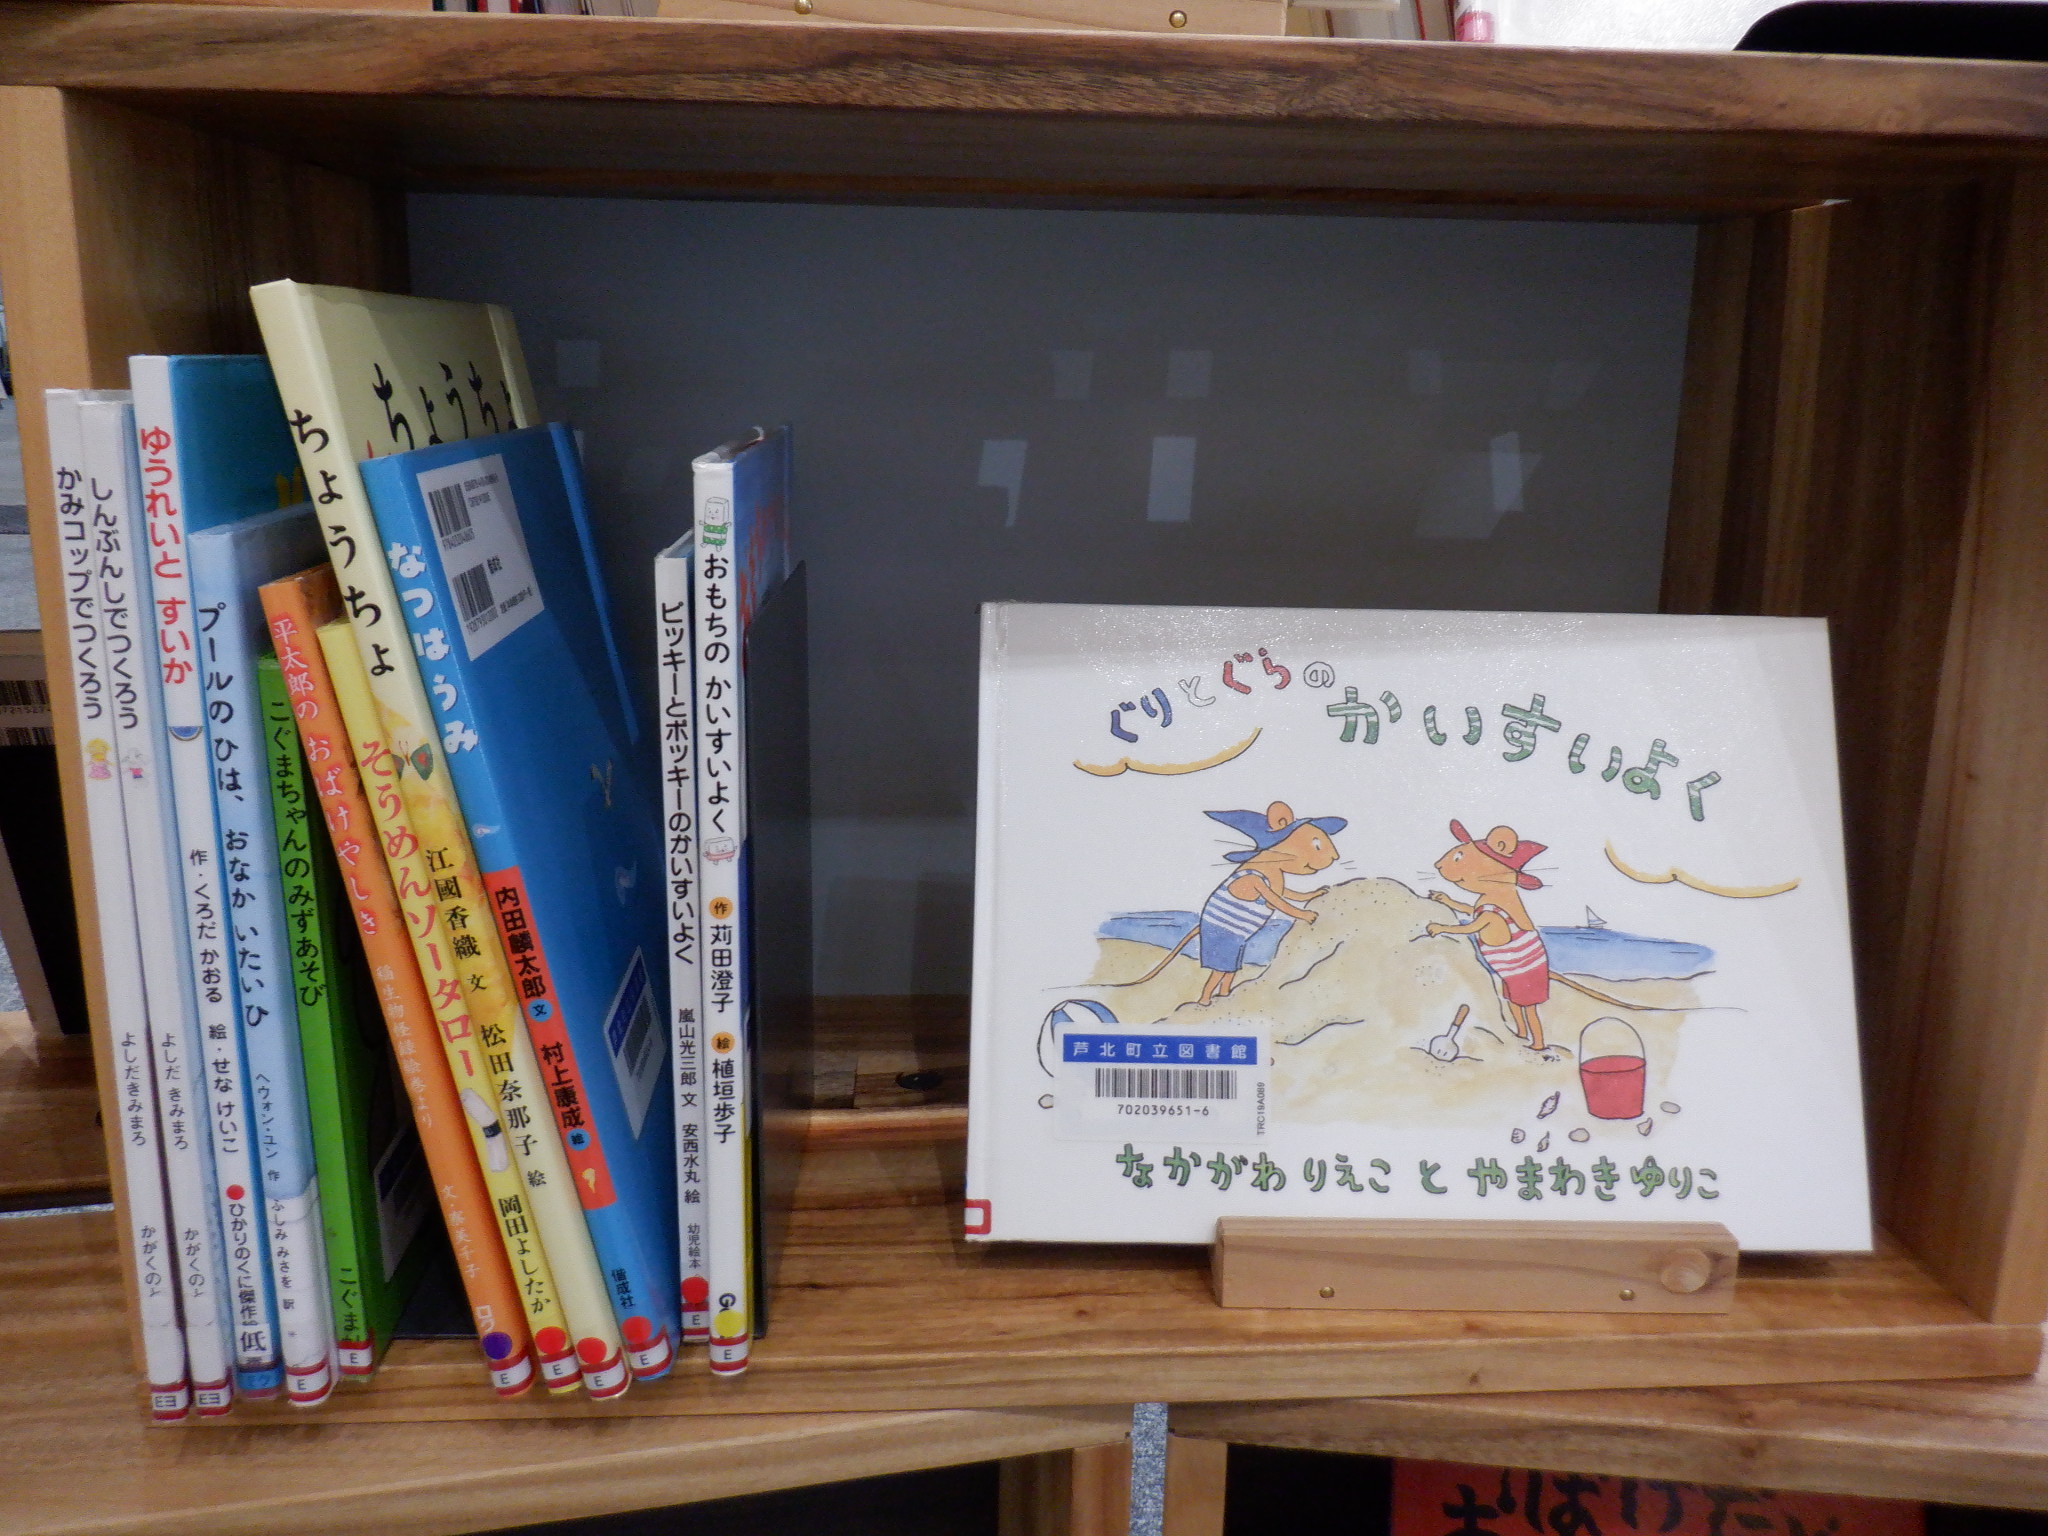 かみコップでつくろう
よしだきみまろ
かがくのと
しんぶんしでつくろう
よしだ きみまろ
かがくのと
ゆうれいと すいか
作・くろだ かおる 絵・せな けいこ
ひかりのくに傑作
低
プールのひは、おなか いたいひ
ヘウォン・ユン 作
ふしみ みさを 訳
E
こぐまちゃんのみずあそび
こぐま
E
平太郎の おばけやしき
稲生物怪録絵巻より
E
そうめんソータロー
岡田よしたか
E
ちょうちょ
江國香織 文 松田奈那子 絵
E
ちょうちょ
なつはうみ
内田麟太郎 文 村上康成 絵
偕成社
E
ピッキーとポッキーのかいすいよく
嵐山光三郎 文 安西水丸 絵
幼児絵本
E
おもちの かいすいよく
作 苅田澄子 絵 植垣歩子
E
ぐりとぐらの
かいすいよく
芦北町立図書館
702039651-6
TRC19A089
なかがわ りえこ と やまわき ゆりこ